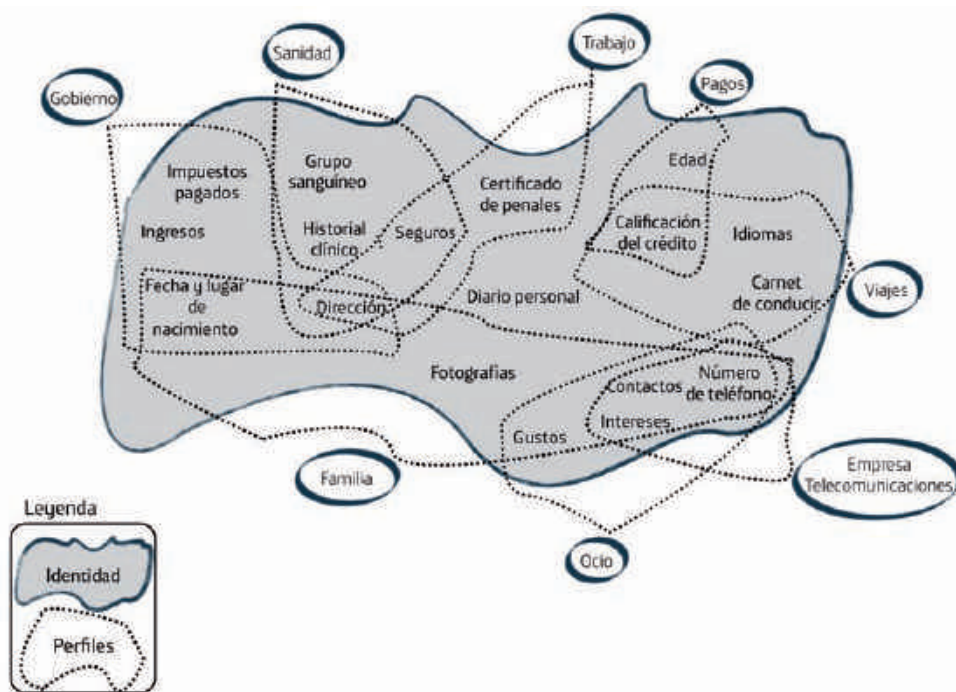 Sanidad
Trabajo
Gobierno
Pagos
Grupo
sanguíneo
Edad
Impuestos
pagados
Certificado
de penales
Ingresos
Historial
clínico
Seguros
Calificación
del crédito
Idiomas
Fecha y lugar
de
nacimiento
Dirección
Diario personal
Carnet
de conducir
Viajes
Fotografías
Contactos
Número
de teléfono
Intereses
Gustos
Familia
Empresa
Telecomunicaciones
Ocio
Leyenda
Identidad
Perfiles